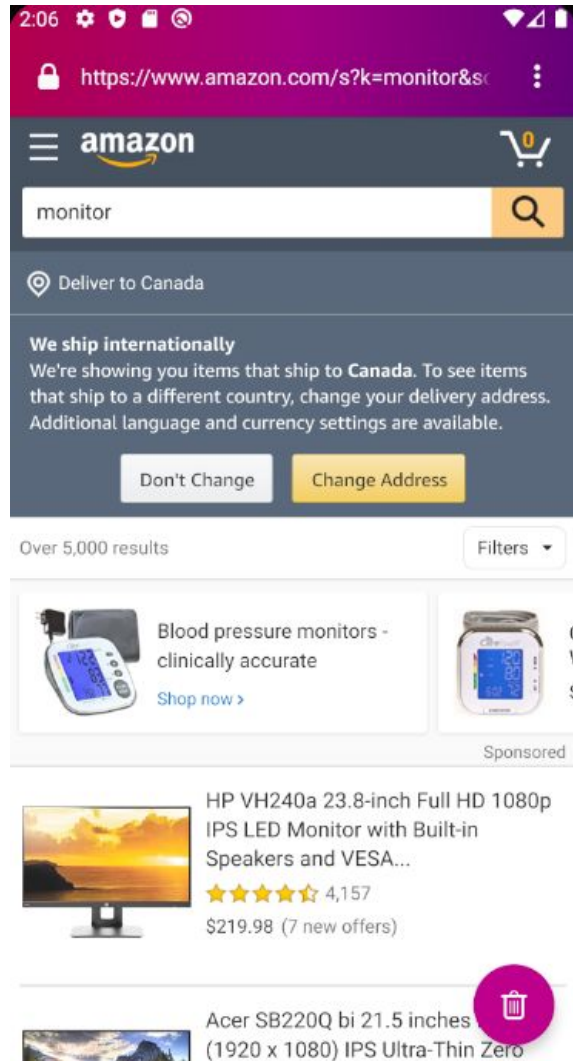 2:06
https://www.amazon.com/s?k=monitor&s
amazon
0
monitor
Deliver to Canada
We ship internationally
We're showing you items that ship to Canada. To see items
that ship to a different country, change your delivery address.
Additional language and currency settings are available.
Don't Change
Change Address
Over 5,000 results
Filters
Blood pressure monitors -
clinically accurate
Shop now ›
Sponsored
HP VH240a 23.8-inch Full HD 1080p
IPS LED Monitor with Built-in
Speakers and VESA...
4,157
$219.98 (7 new offers)
Acer SB220Q bi 21.5 inches
(1920 x 1080) IPS Ultra-Thin Zero